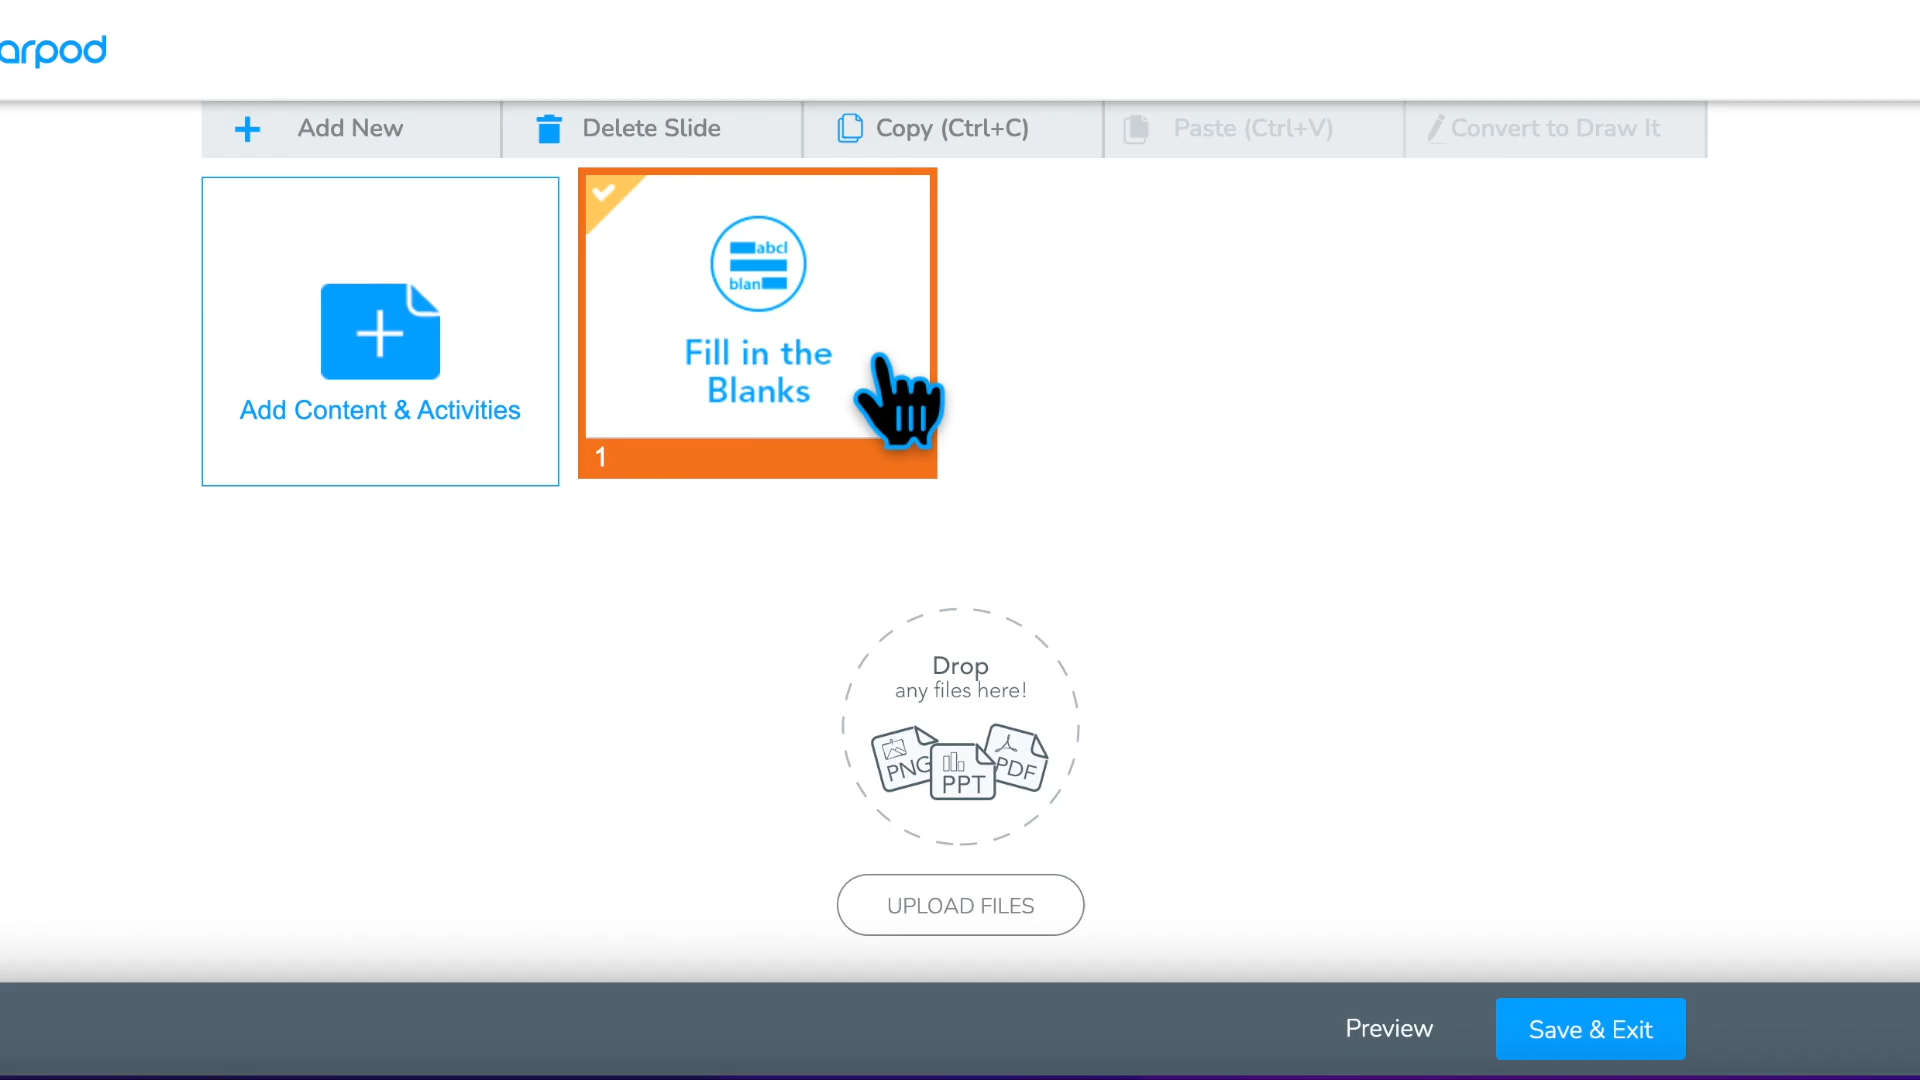 arpod
Add New
Delete Slide
Copy (Ctrl+C)
Paste (Ctrl+V)
Convert to Draw It
Add Content & Activities
abcl
blan
Fill in the
Blanks
1
Drop
any files here!
PNG
PPT
PDF
UPLOAD FILES
Preview
Save & Exit